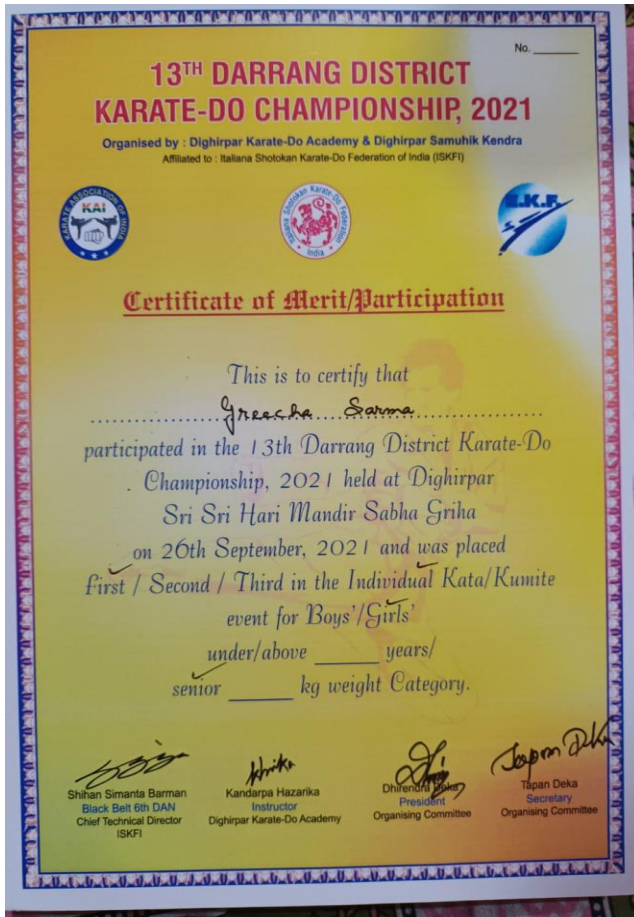 No. ________
13TH DARRANG DISTRICT
KARATE-DO CHAMPIONSHIP, 2021
Organised by : Dighirpar Karate-Do Academy & Dighirpar Samuhik Kendra
Affiliated to : Italiana Shotokan Karate-Do Federation of India (ISKFI)
KARATE ASSOCIATION OF INDIA
KAI
Italiana Shotokan Karate-Do Federation
India
E.K.F.
Certificate of Merit/Participation
This is to certify that
Greecha Sarma
participated in the 13th Darrang District Karate-Do
Championship, 2021 held at Dighirpar
Sri Sri Hari Mandir Sabha Griha
on 26th September, 2021 and was placed
First / Second / Third in the Individual Kata/Kumite
event for Boys'/Girls'
under/above ______ years/
senior ______ kg weight Category.
Shihan Simanta Barman
Black Belt 6th DAN
Chief Technical Director
ISKFI
Kandarpa Hazarika
Instructor
Dighirpar Karate-Do Academy
Dhirendra Deka
President
Organising Committee
Tapan Deka
Tapan Deka
Secretary
Organising Committee